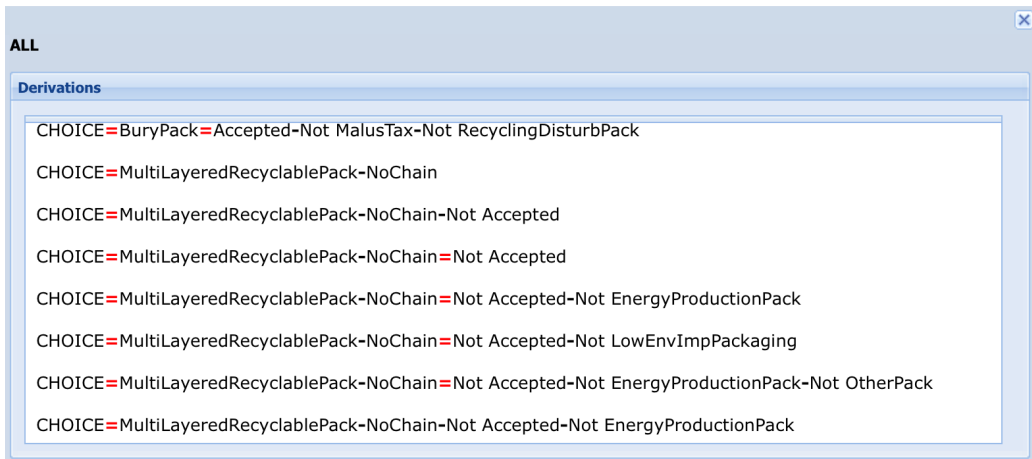 ALL
Derivations
CHOICE=BuryPack=Accepted-Not MalusTax-Not RecyclingDisturbPack
CHOICE=MultiLayeredRecyclablePack-NoChain
CHOICE=MultiLayeredRecyclablePack-NoChain-Not Accepted
CHOICE=MultiLayeredRecyclablePack-NoChain=Not Accepted
CHOICE=MultiLayeredRecyclablePack-NoChain=Not Accepted-Not EnergyProductionPack
CHOICE=MultiLayeredRecyclablePack-NoChain=Not Accepted-Not LowEnvImpPackaging
CHOICE=MultiLayeredRecyclablePack-NoChain=Not Accepted-Not EnergyProductionPack-Not OtherPack
CHOICE=MultiLayeredRecyclablePack-NoChain-Not Accepted-Not EnergyProductionPack